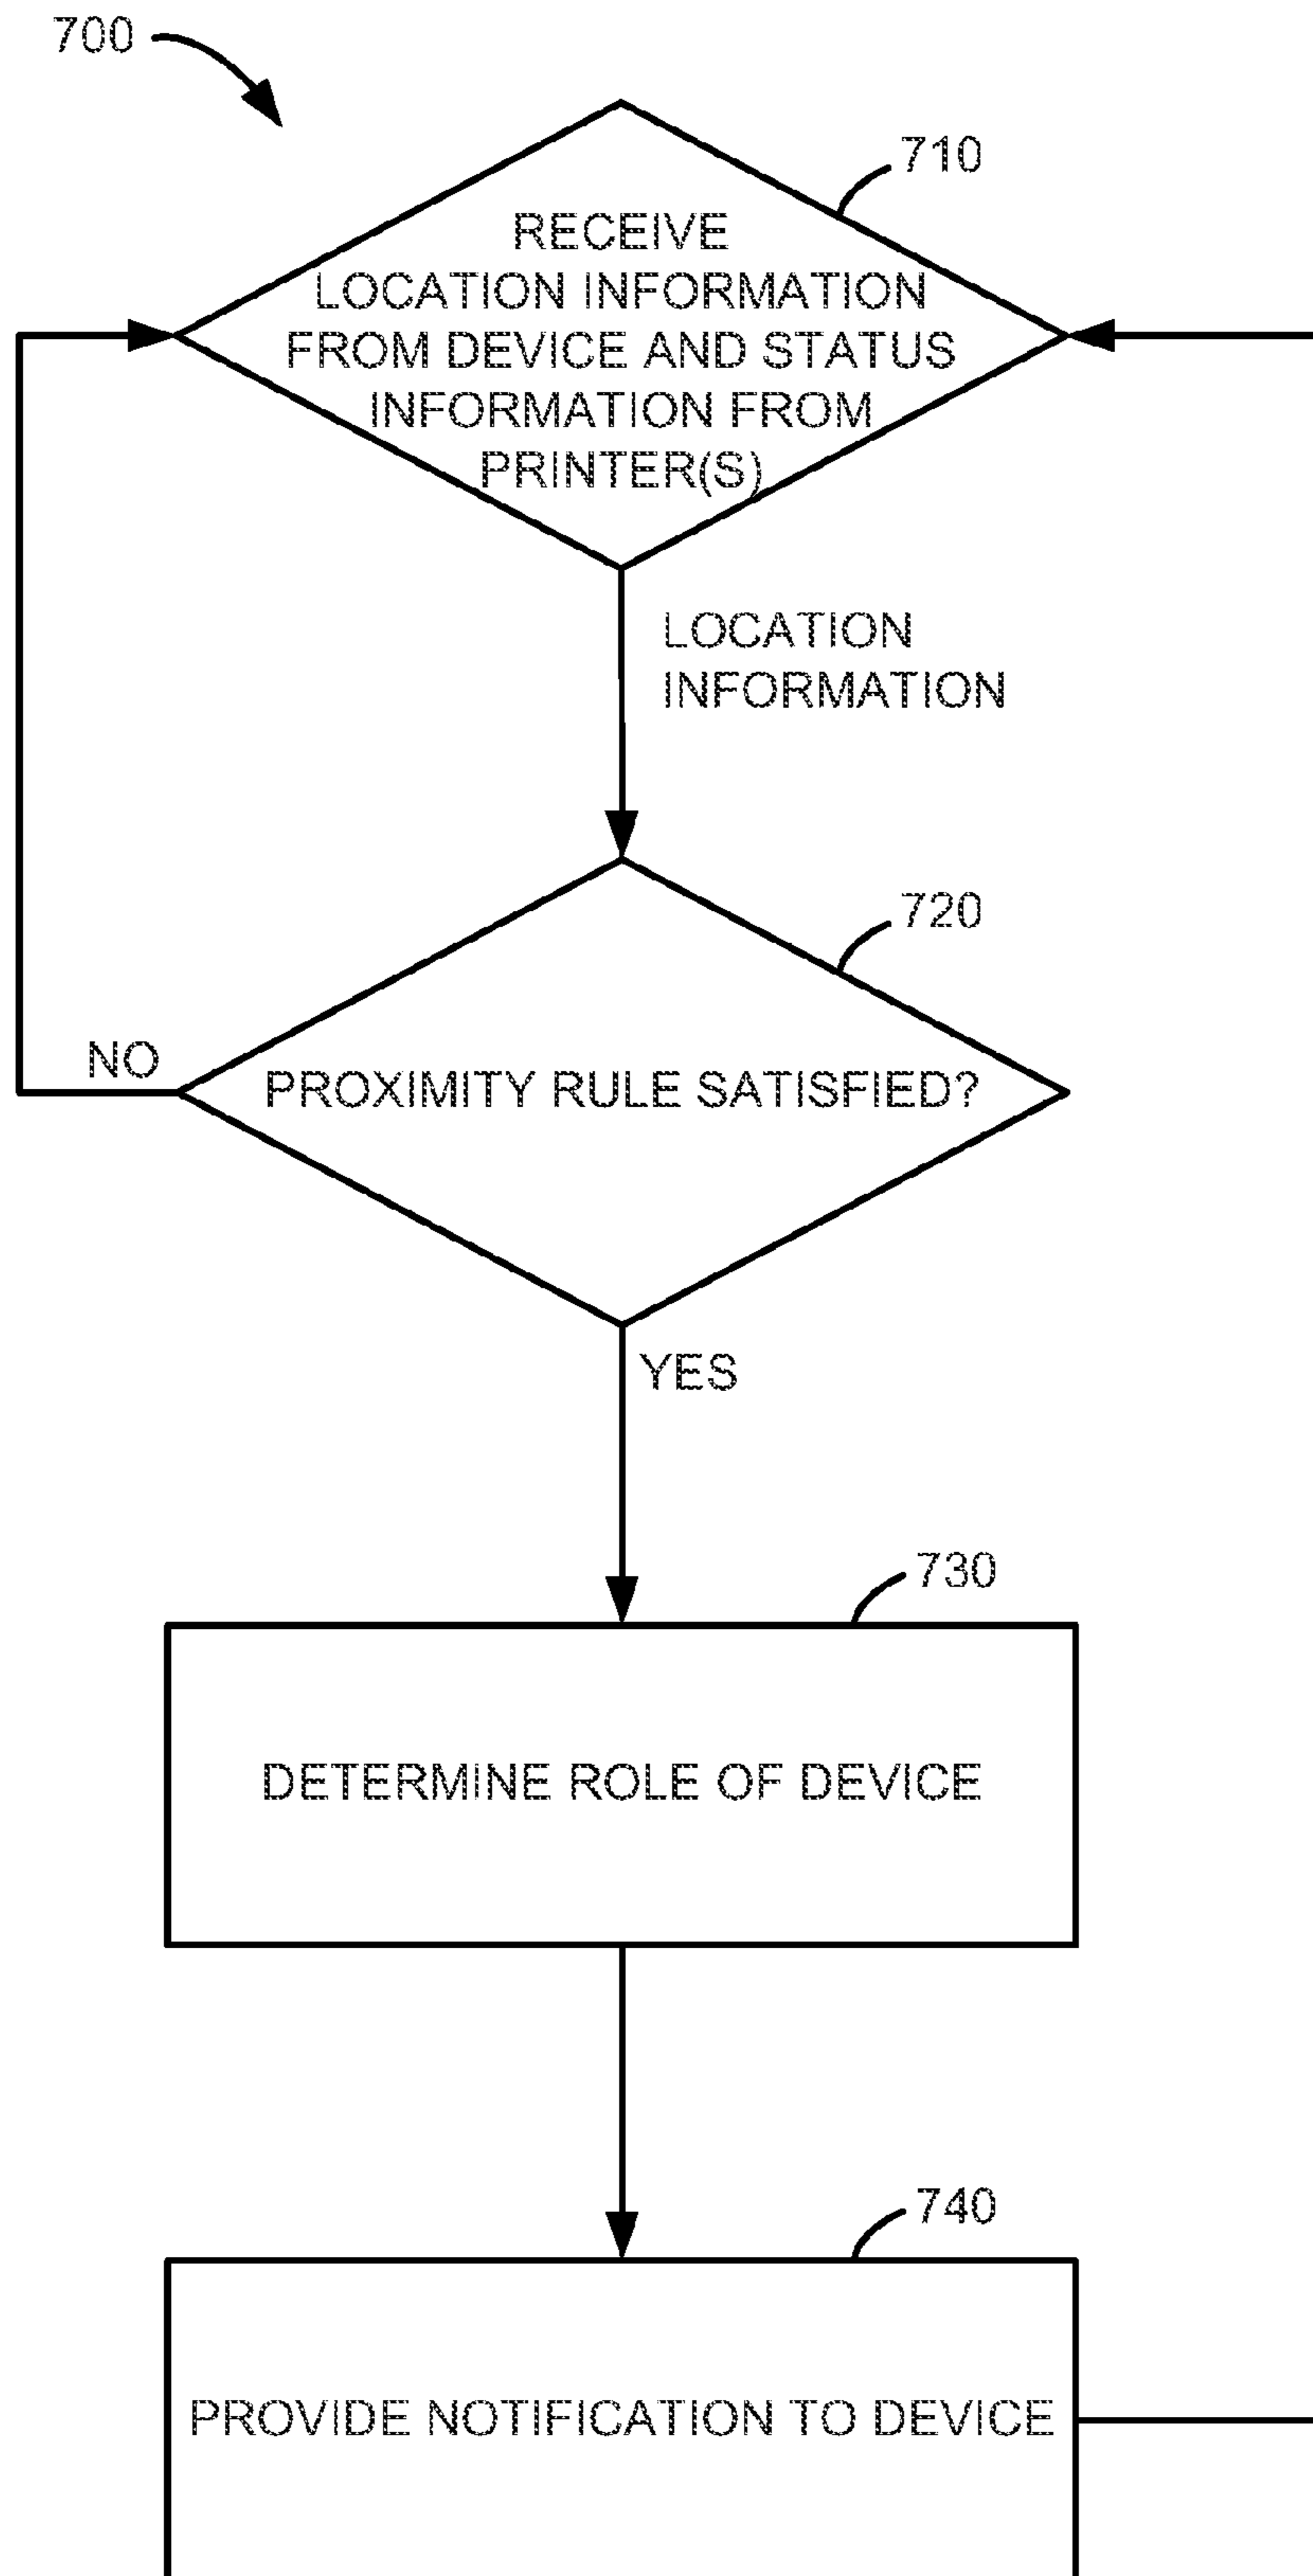 700
710
RECEIVE
LOCATION INFORMATION
FROM DEVICE AND STATUS
INFORMATION FROM
PRINTER(S)
LOCATION
INFORMATION
720
NO
PROXIMITY RULE SATISFIED?
YES
730
DETERMINE ROLE OF DEVICE
740
PROVIDE NOTIFICATION TO DEVICE